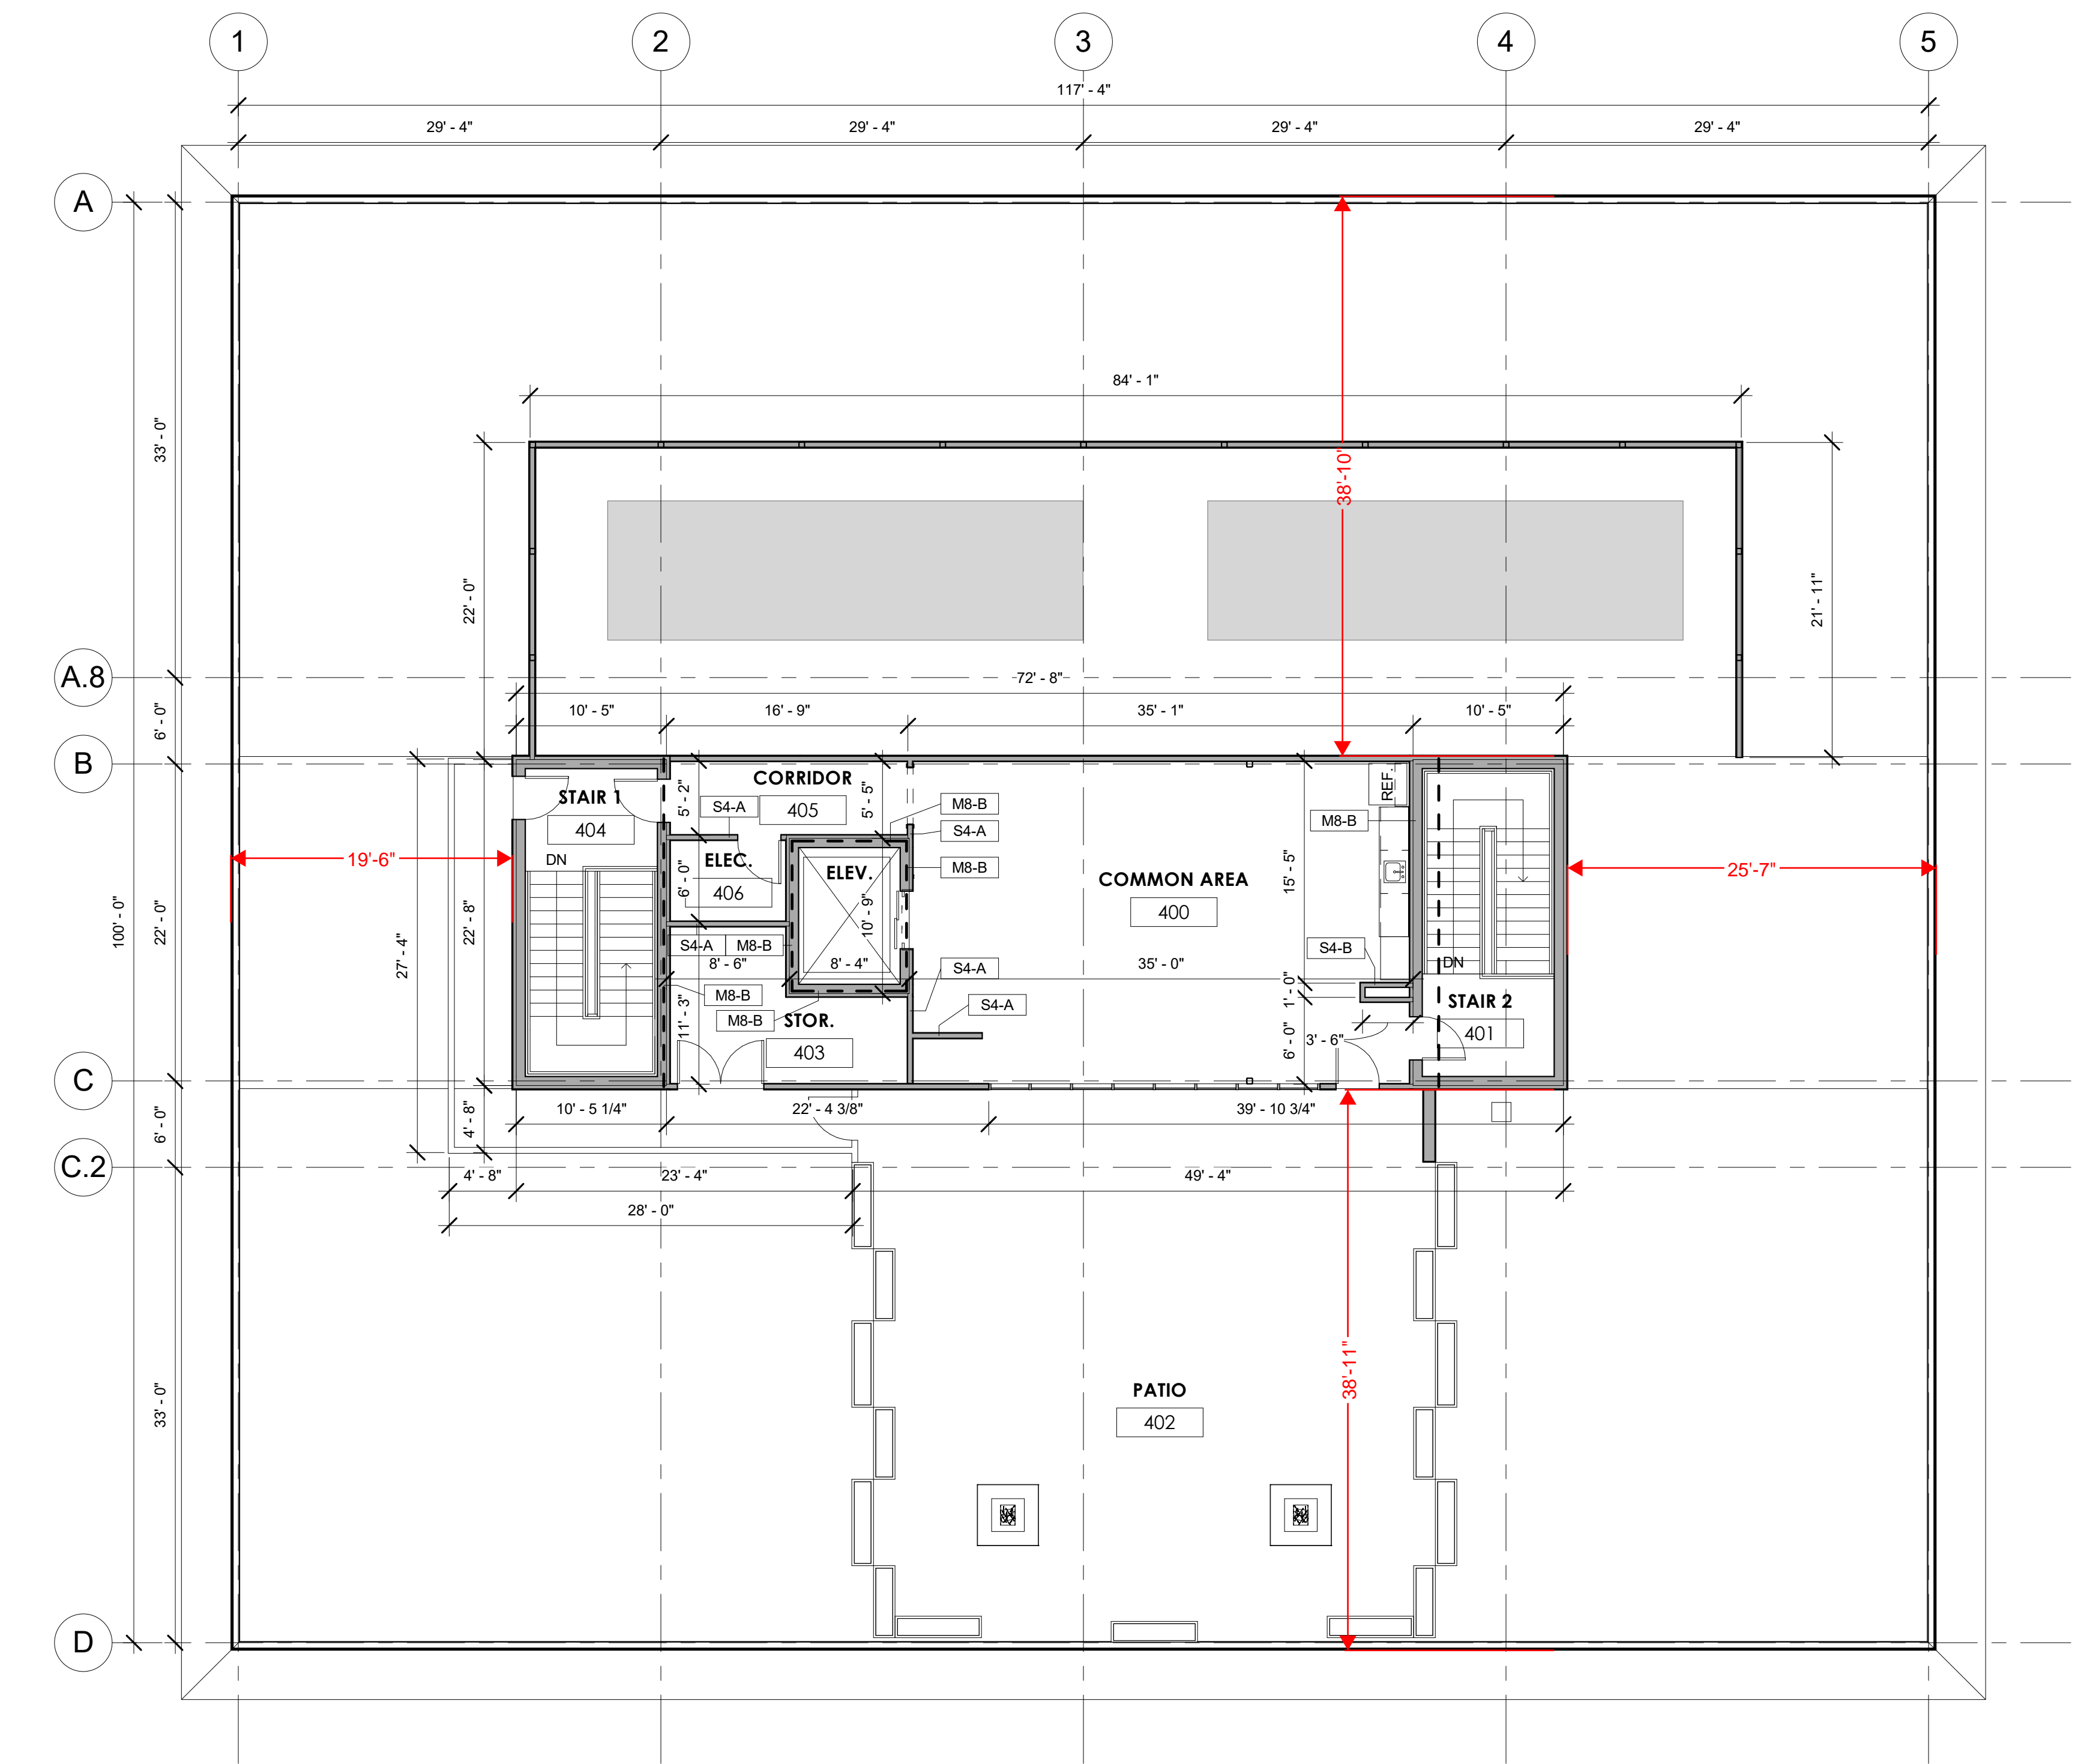 1 2 3 4 5
117' - 4"
29' - 4" 29' - 4" 29' - 4" 29' - 4"
A
84' - 1"
33' - 0"
38'-10"
22' - 0"
21' - 11"
A.8
72' - 8"
6' - 0"
10' - 5" 16' - 9" 35' - 1" 10' - 5"
B
CORRIDOR
405
5' - 2"
5' - 5"
S4-A
REF.
STAIR 1
404
DN
M8-B
S4-A
M8-B
M8-B
19'-6"
ELEC.
406
6' - 0"
ELEV.
10' - 9"
COMMON AREA
400
15' - 5"
25'-7"
100' - 0"
22' - 0"
27' - 4"
22' - 8"
S4-A M8-B
8' - 6" 8' - 4" 35' - 0"
S4-B
DN
S4-A
M8-B
S4-A
M8-B
STOR.
403
11' - 3"
1' - 0"
STAIR 2
401
6' - 0"
3' - 6"
C
10' - 5 1/4" 22' - 4 3/8" 39' - 10 3/4"
6' - 0"
4' - 8"
C.2
4' - 8" 23' - 4" 49' - 4"
28' - 0"
33' - 0"
38'-11"
PATIO
402
D